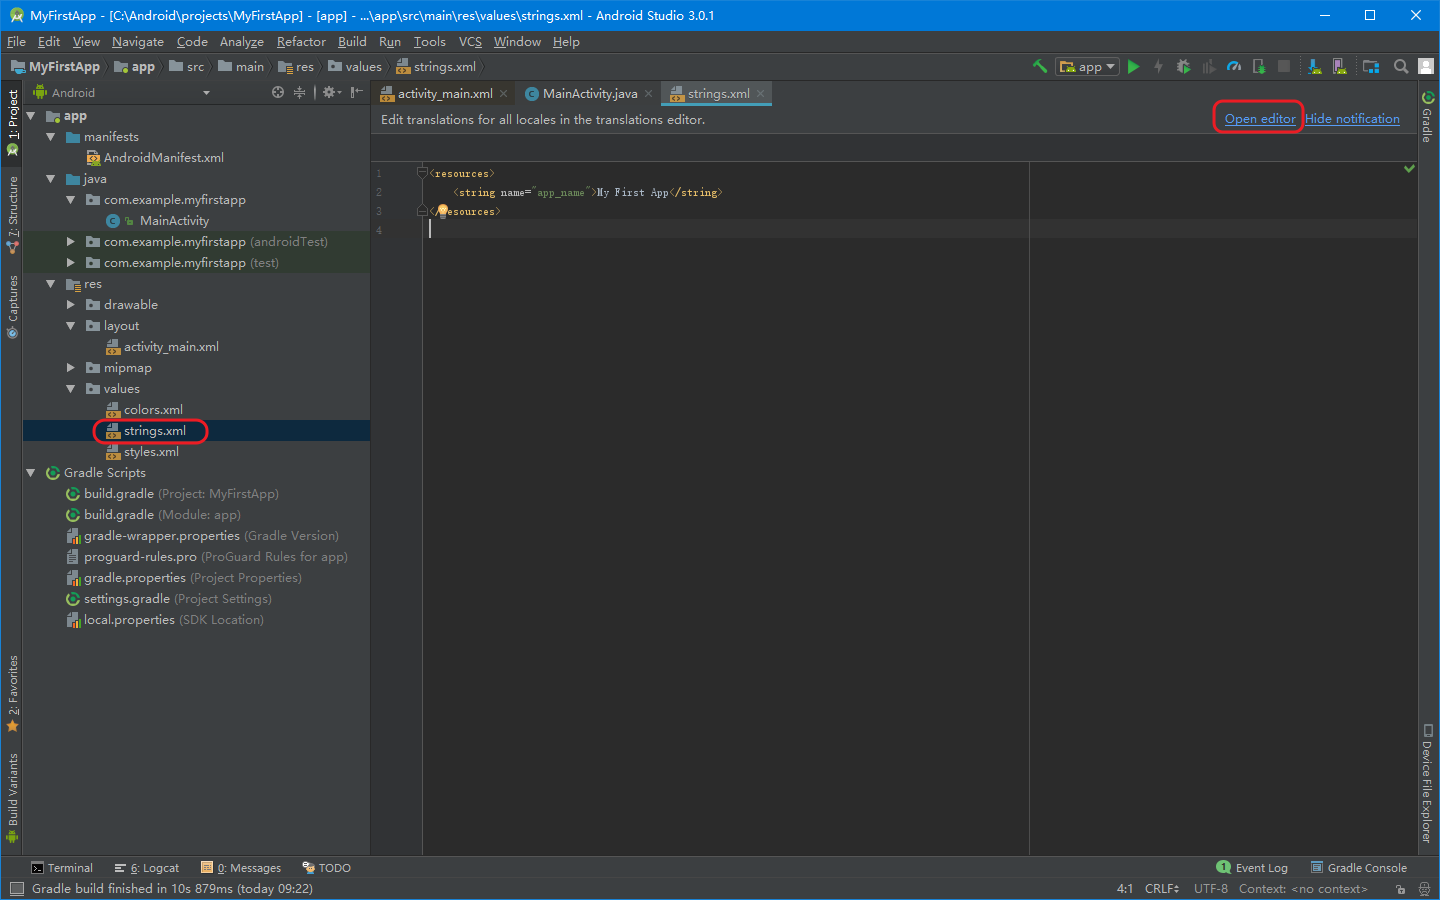 MyFirstApp - [C:\Android\projects\MyFirstApp] - [app] - ...\app\src\main\res\values\strings.xml - Android Studio 3.0.1
File Edit View Navigate Code Analyze Refactor Build Run Tools VCS Window Help
MyFirstApp app src main res values strings.xml app
1: Project
7: Structure
Captures
2: Favorites
Build Variants
Android
app
manifests
AndroidManifest.xml
java
com.example.myfirstapp
MainActivity
com.example.myfirstapp (androidTest)
com.example.myfirstapp (test)
res
drawable
layout
activity_main.xml
mipmap
values
colors.xml
strings.xml
styles.xml
Gradle Scripts
build.gradle (Project: MyFirstApp)
build.gradle (Module: app)
gradle-wrapper.properties (Gradle Version)
proguard-rules.pro (ProGuard Rules for app)
gradle.properties (Project Properties)
settings.gradle (Project Settings)
local.properties (SDK Location)
activity_main.xml MainActivity.java strings.xml
Edit translations for all locales in the translations editor. Open editor Hide notification
1 <resources>
2 <string name="app_name">My First App</string>
3 </resources>
4
Gradle
Device File Explorer
Terminal 6: Logcat 0: Messages TODO 1 Event Log Gradle Console
Gradle build finished in 10s 879ms (today 09:22) 4:1 CRLF UTF-8 Context: <no context>